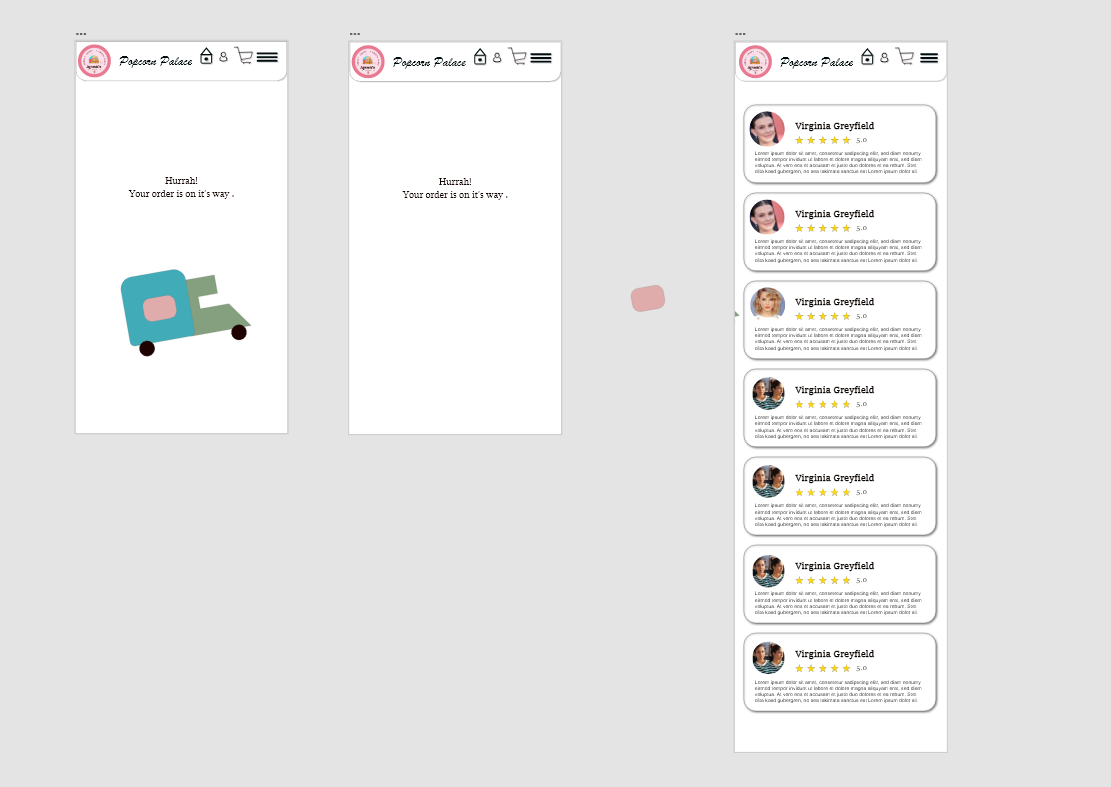 Popcorn Palace
Hurrah!
Your order is on it's way .
Popcorn Palace
Hurrah!
Your order is on it's way .
Popcorn Palace
Virginia Greyfield
5.0
Lorem ipsum dolor sit amet, consetetur sadipscing elitr, sed diam nonumy
eirmod tempor invidunt ut labore et dolore magna aliquyam erat, sed diam
voluptua. At vero eos et accusam et justo duo dolores et ea rebum. Stet
clita kasd gubergren, no sea takimata sanctus est Lorem ipsum dolor sit
Virginia Greyfield
5.0
Lorem ipsum dolor sit amet, consetetur sadipscing elitr, sed diam nonumy
eirmod tempor invidunt ut labore et dolore magna aliquyam erat, sed diam
voluptua. At vero eos et accusam et justo duo dolores et ea rebum. Stet
clita kasd gubergren, no sea takimata sanctus est Lorem ipsum dolor sit
Virginia Greyfield
5.0
Lorem ipsum dolor sit amet, consetetur sadipscing elitr, sed diam nonumy
eirmod tempor invidunt ut labore et dolore magna aliquyam erat, sed diam
voluptua. At vero eos et accusam et justo duo dolores et ea rebum. Stet
clita kasd gubergren, no sea takimata sanctus est Lorem ipsum dolor sit
Virginia Greyfield
5.0
Lorem ipsum dolor sit amet, consetetur sadipscing elitr, sed diam nonumy
eirmod tempor invidunt ut labore et dolore magna aliquyam erat, sed diam
voluptua. At vero eos et accusam et justo duo dolores et ea rebum. Stet
clita kasd gubergren, no sea takimata sanctus est Lorem ipsum dolor sit
Virginia Greyfield
5.0
Lorem ipsum dolor sit amet, consetetur sadipscing elitr, sed diam nonumy
eirmod tempor invidunt ut labore et dolore magna aliquyam erat, sed diam
voluptua. At vero eos et accusam et justo duo dolores et ea rebum. Stet
clita kasd gubergren, no sea takimata sanctus est Lorem ipsum dolor sit
Virginia Greyfield
5.0
Lorem ipsum dolor sit amet, consetetur sadipscing elitr, sed diam nonumy
eirmod tempor invidunt ut labore et dolore magna aliquyam erat, sed diam
voluptua. At vero eos et accusam et justo duo dolores et ea rebum. Stet
clita kasd gubergren, no sea takimata sanctus est Lorem ipsum dolor sit
Virginia Greyfield
5.0
Lorem ipsum dolor sit amet, consetetur sadipscing elitr, sed diam nonumy
eirmod tempor invidunt ut labore et dolore magna aliquyam erat, sed diam
voluptua. At vero eos et accusam et justo duo dolores et ea rebum. Stet
clita kasd gubergren, no sea takimata sanctus est Lorem ipsum dolor sit